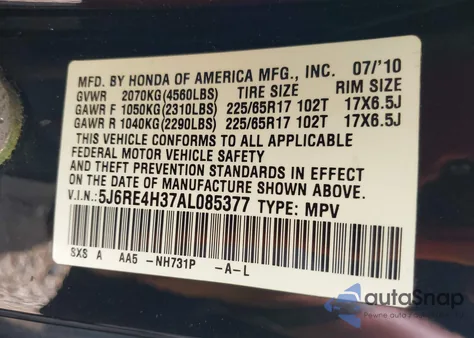 MFD. BY HONDA OF AMERICA MFG., INC. 07/'10
GVWR 2070KG(4560LBS) TIRE SIZE RIM SIZE
GAWR F 1050KG(2310LBS) 225/65R17 102T 17X6.5J
GAWR R 1040KG(2290LBS) 225/65R17 102T 17X6.5J
THIS VEHICLE CONFORMS TO ALL APPLICABLE
FEDERAL MOTOR VEHICLE SAFETY
AND THEFT PREVENTION STANDARDS IN EFFECT
ON THE DATE OF MANUFACTURE SHOWN ABOVE.
V.I.N.: 5J6RE4H37AL085377 TYPE: MPV
SXS A AA5 -NH731P -A-L
autoSnap
Pewne auto